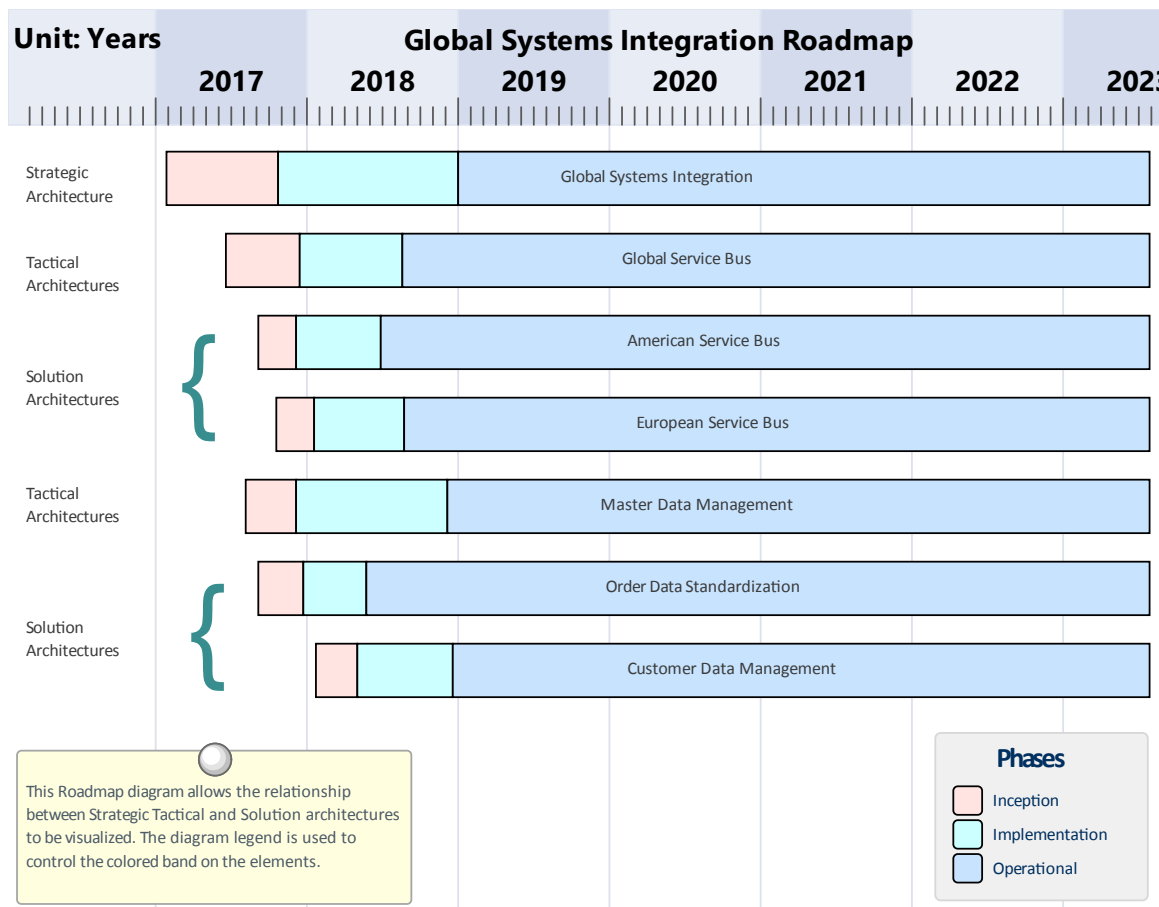 Unit: Years
Global Systems Integration Roadmap
2017 2018 2019 2020 2021 2022 2023
Strategic
Architecture
Global Systems Integration
Tactical
Architectures
Global Service Bus
American Service Bus
Solution
Architectures
European Service Bus
Tactical
Architectures
Master Data Management
Order Data Standardization
Solution
Architectures
Customer Data Management
This Roadmap diagram allows the relationship
between Strategic Tactical and Solution architectures
to be visualized. The diagram legend is used to
control the colored band on the elements.
Phases
Inception
Implementation
Operational